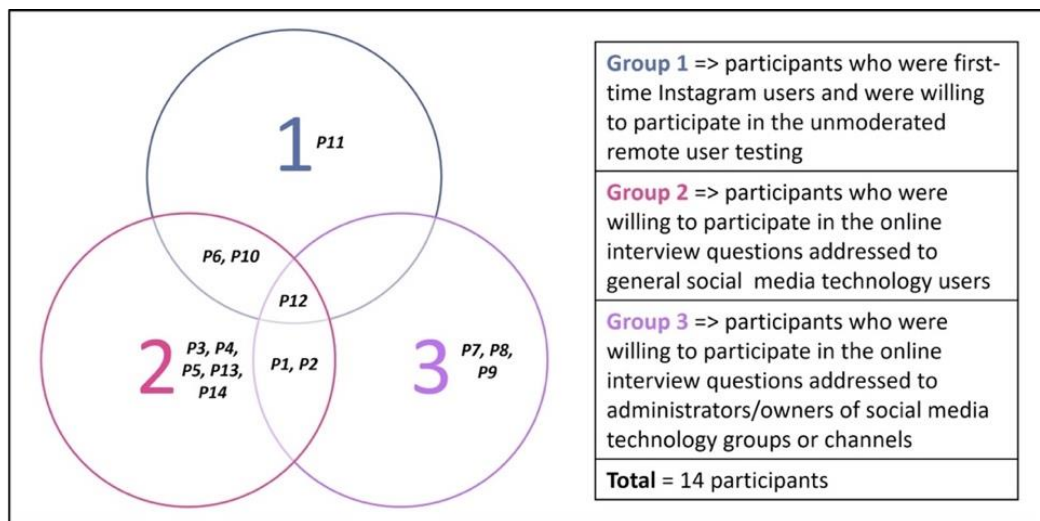 1 P11
P6, P10
P12
2 P3, P4,
P5, P13,
P14
P1, P2
3 P7, P8,
P9
Group 1 => participants who were first-
time Instagram users and were willing
to participate in the unmoderated
remote user testing
Group 2 => participants who were
willing to participate in the online
interview questions addressed to
general social media technology users
Group 3 => participants who were
willing to participate in the online
interview questions addressed to
administrators/owners of social media
technology groups or channels
Total = 14 participants